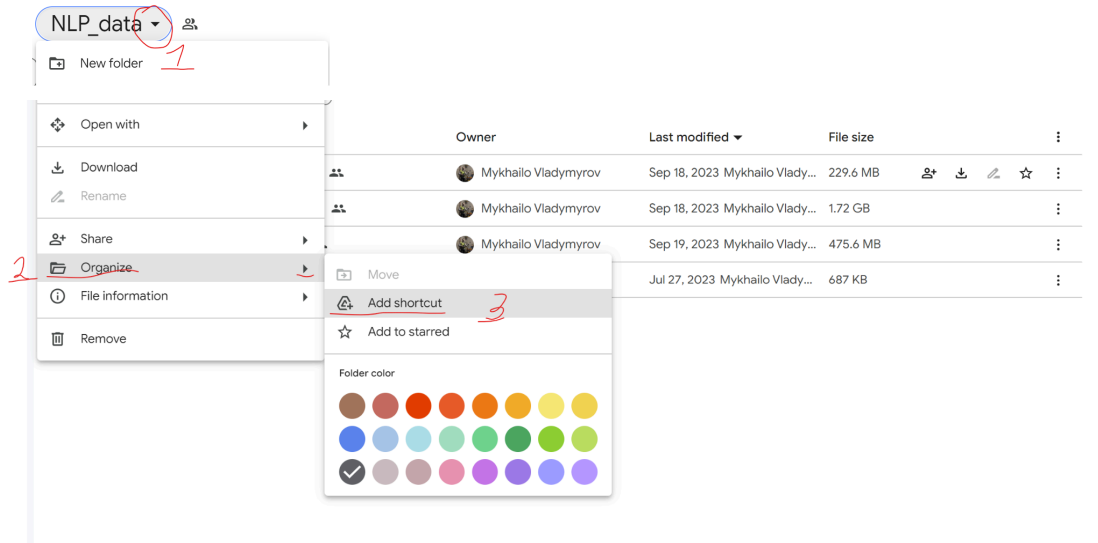 NLP_data
1
New folder
Open with
Owner Last modified File size
Download
Mykhailo Vladymyrov Sep 18, 2023 Mykhailo Vlady... 229.6 MB
Rename
Mykhailo Vladymyrov Sep 18, 2023 Mykhailo Vlady... 1.72 GB
Share
Mykhailo Vladymyrov Sep 19, 2023 Mykhailo Vlady... 475.6 MB
2 Organize
Move
Jul 27, 2023 Mykhailo Vlady... 687 KB
File information
Add shortcut 3
Add to starred
Remove
Folder color